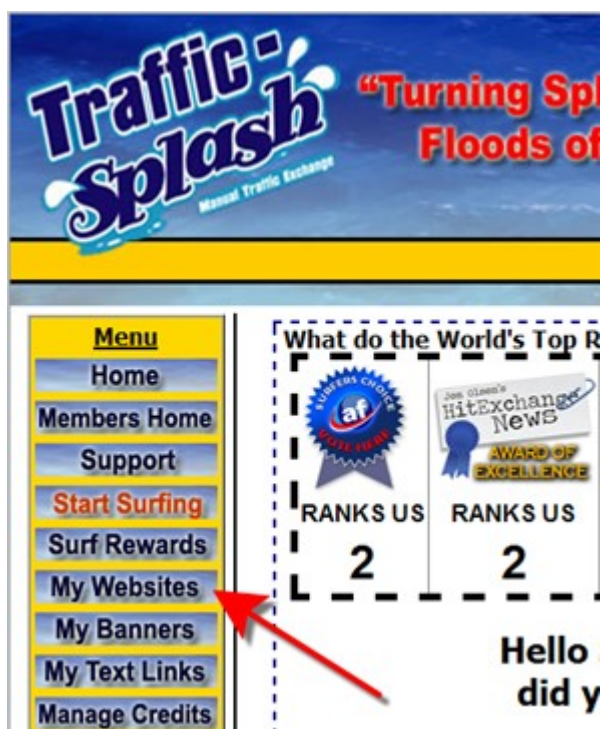 Traffic-
Splash
Manual Traffic Exchange
“Turning Spl
Floods of
Menu
Home
Members Home
Support
Start Surfing
Surf Rewards
My Websites
My Banners
My Text Links
Manage Credits
What do the World's Top R
SURFERS CHOICE
af
VOTE HERE
RANKS US
2
Jon Olson's
HitExchange
News
AWARD OF
EXCELLENCE
RANKS US
2
Hello
did y